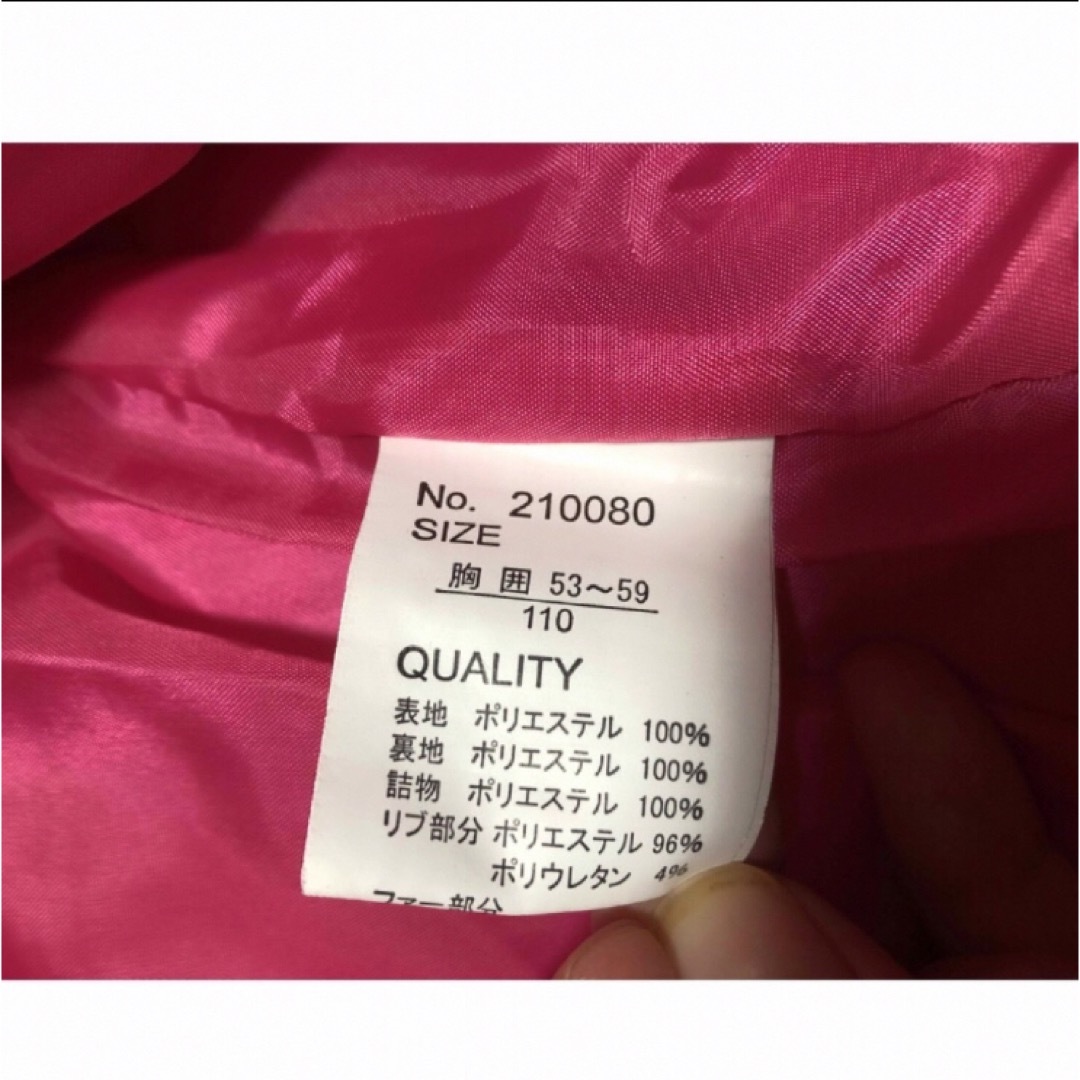 No. 210080
SIZE
胸 囲 53～59
110
QUALITY
表地 ポリエステル 100%
裏地 ポリエステル 100%
詰物 ポリエステル 100%
リブ部分 ポリエステル 96%
ポリウレタン 4%
ファー部分